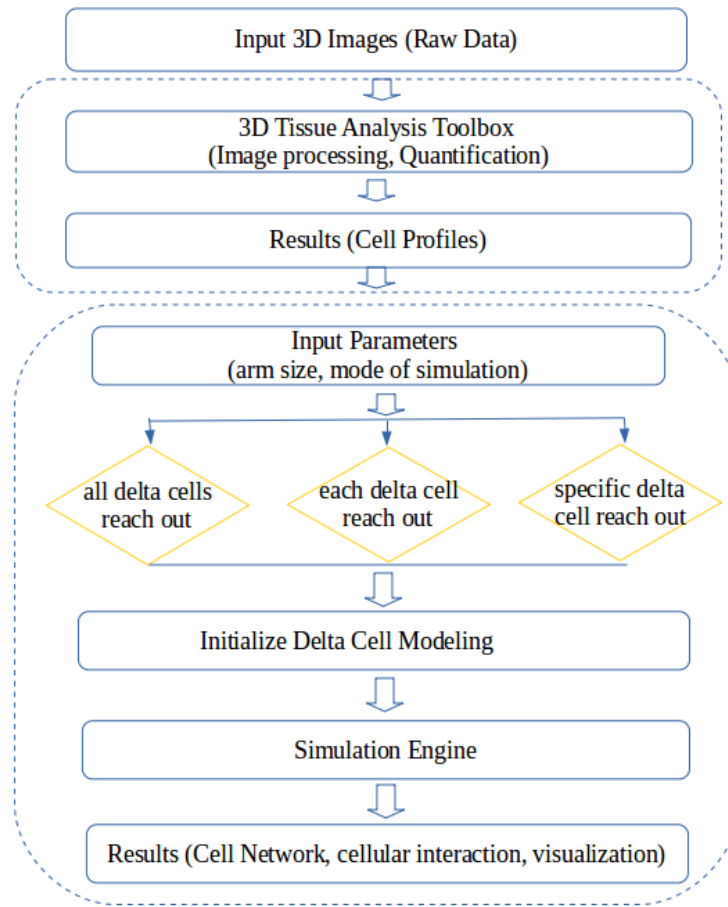 Input 3D Images (Raw Data)
3D Tissue Analysis Toolbox
(Image processing, Quantification)
Results (Cell Profiles)
Input Parameters
(arm size, mode of simulation)
all delta cells
reach out
each delta cell
reach out
specific delta
cell reach out
Initialize Delta Cell Modeling
Simulation Engine
Results (Cell Network, cellular interaction, visualization)